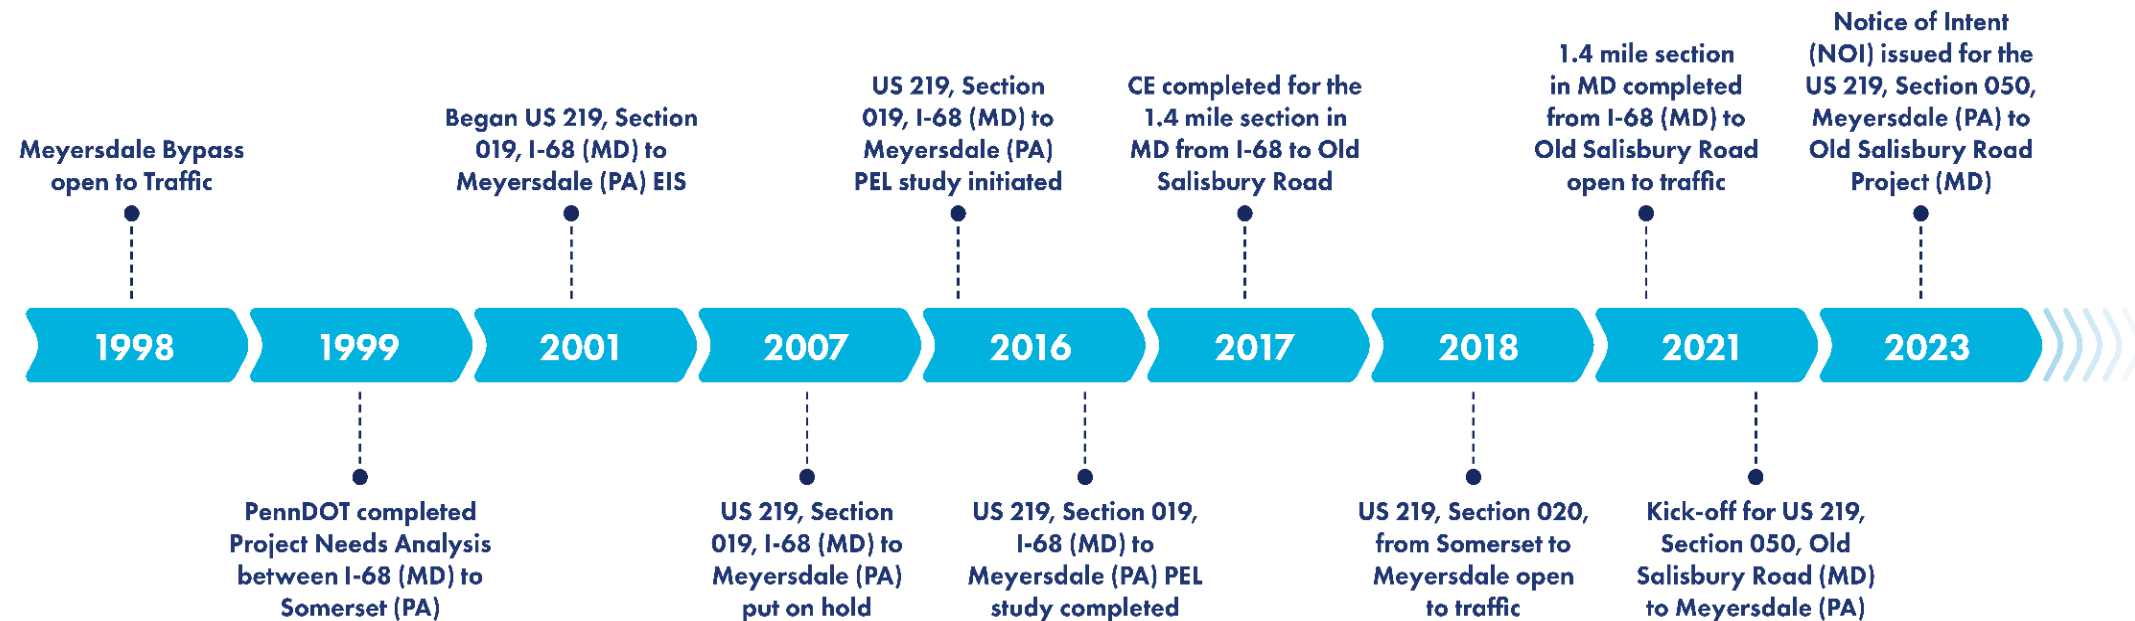 Meyersdale Bypass
open to Traffic
Began US 219, Section
019, I-68 (MD) to
Meyersdale (PA) EIS
US 219, Section
019, I-68 (MD) to
Meyersdale (PA)
PEL study initiated
CE completed for the
1.4 mile section in
MD from I-68 to Old
Salisbury Road
1.4 mile section
in MD completed
from I-68 (MD) to
Old Salisbury Road
open to traffic
Notice of Intent
(NOI) issued for the
US 219, Section 050,
Meyersdale (PA) to
Old Salisbury Road
Project (MD)
1998
1999
2001
2007
2016
2017
2018
2021
2023
PennDOT completed
Project Needs Analysis
between I-68 (MD) to
Somerset (PA)
US 219, Section
019, I-68 (MD) to
Meyersdale (PA)
put on hold
US 219, Section 019,
I-68 (MD) to
Meyersdale (PA) PEL
study completed
US 219, Section 020,
from Somerset to
Meyersdale open
to traffic
Kick-off for US 219,
Section 050, Old
Salisbury Road (MD)
to Meyersdale (PA)